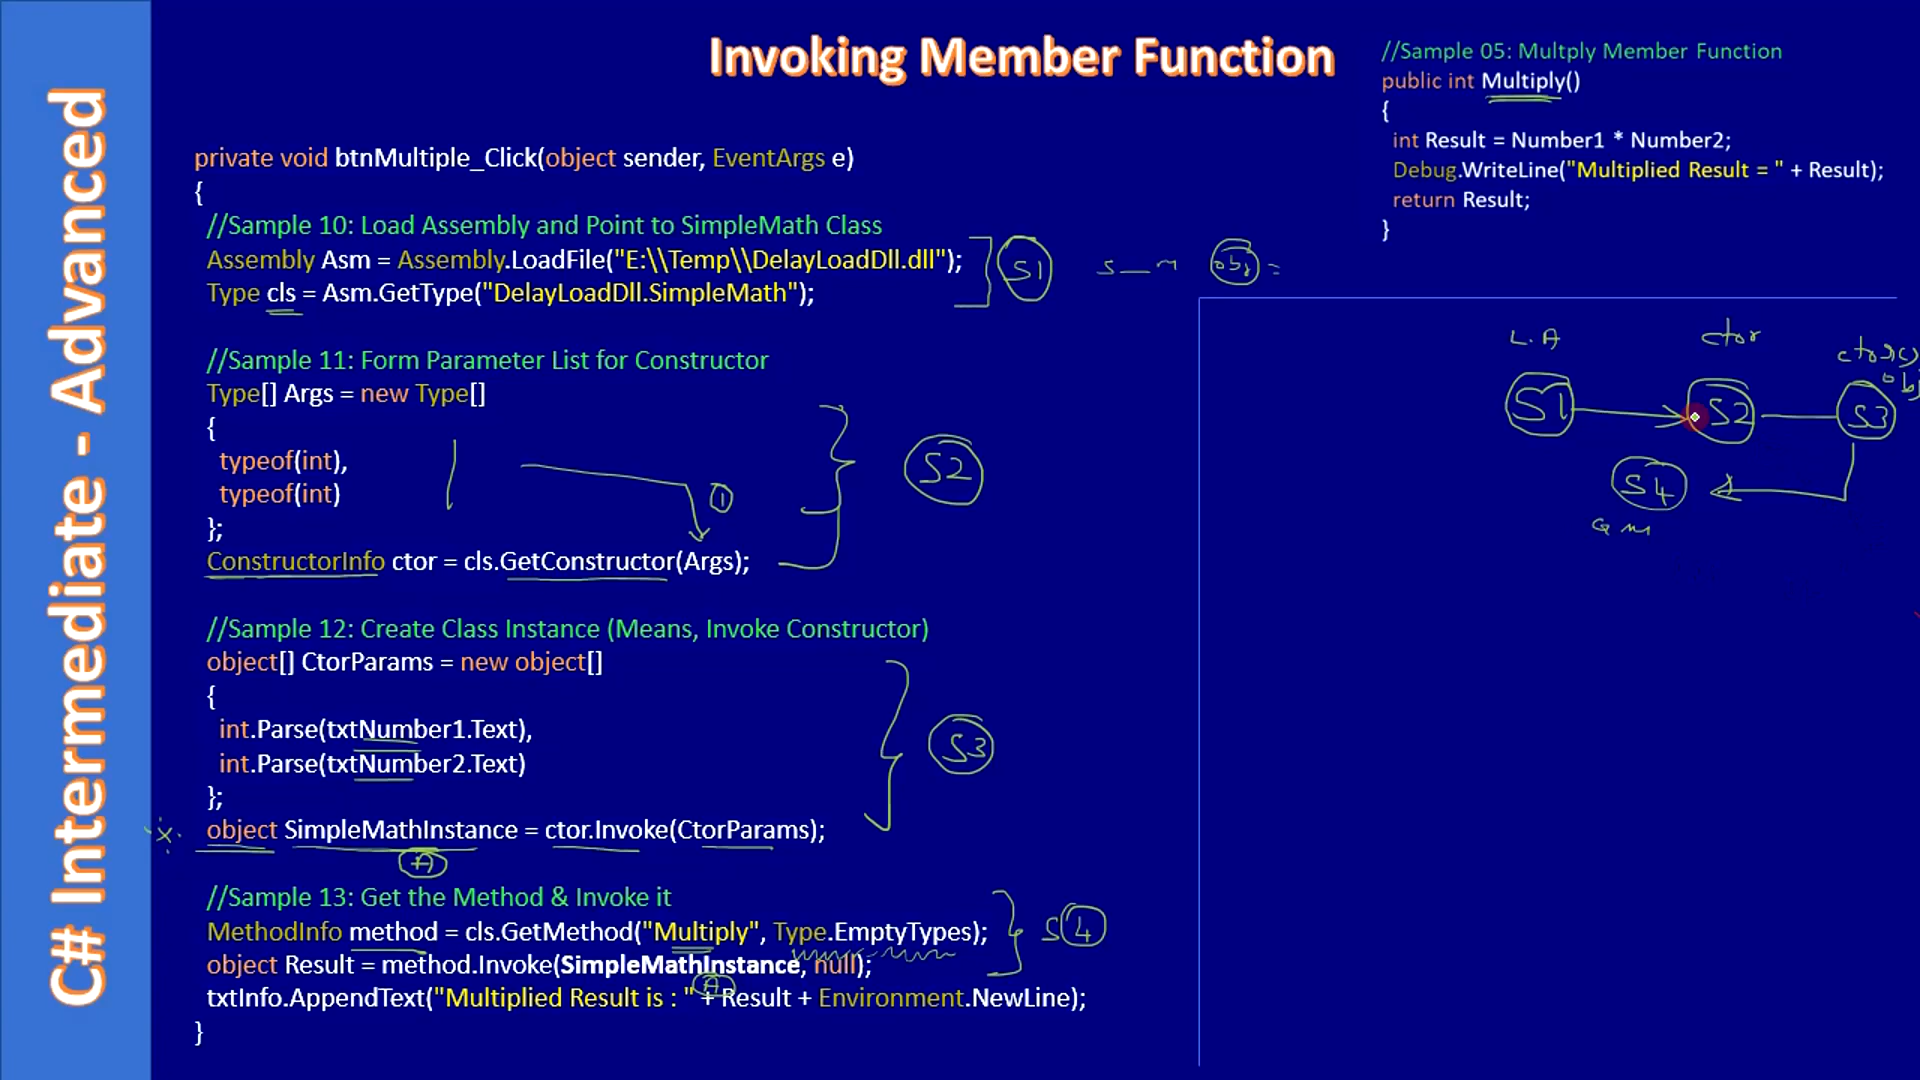 C# Intermediate - Advanced
Invoking Member Function
private void btnMultiple_Click(object sender, EventArgs e)
{
//Sample 10: Load Assembly and Point to SimpleMath Class
Assembly Asm = Assembly.LoadFile("E:\\Temp\\DelayLoadDll.dll");
Type cls = Asm.GetType("DelayLoadDll.SimpleMath");
S1
//Sample 11: Form Parameter List for Constructor
Type[] Args = new Type[]
{
typeof(int),
typeof(int)
};
ConstructorInfo ctor = cls.GetConstructor(Args);
1
S2
//Sample 12: Create Class Instance (Means, Invoke Constructor)
object[] CtorParams = new object[]
{
int.Parse(txtNumber1.Text),
int.Parse(txtNumber2.Text)
};
object SimpleMathInstance = ctor.Invoke(CtorParams);
S3
A
//Sample 13: Get the Method & Invoke it
MethodInfo method = cls.GetMethod("Multiply", Type.EmptyTypes);
object Result = method.Invoke(SimpleMathInstance, null);
txtInfo.AppendText("Multiplied Result is : " + Result + Environment.NewLine);
}
S4
A
//Sample 05: Multply Member Function
public int Multiply()
{
int Result = Number1 * Number2;
Debug.WriteLine("Multiplied Result = " + Result);
return Result;
}
obj =
L.A
ctor
S1
S2
S3
S4